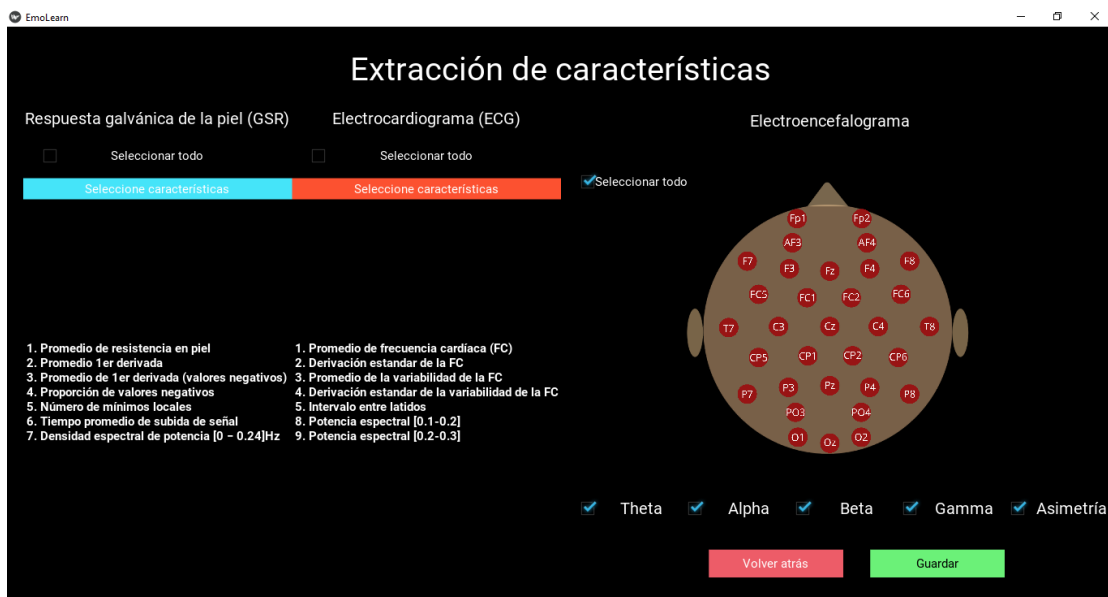 EmoLearn
Extracción de características
Respuesta galvánica de la piel (GSR)
Seleccionar todo
Seleccione características
1. Promedio de resistencia en piel
2. Promedio 1er derivada
3. Promedio de 1er derivada (valores negativos)
4. Proporción de valores negativos
5. Número de mínimos locales
6. Tiempo promedio de subida de señal
7. Densidad espectral de potencia [0 – 0.24]Hz
Electrocardiograma (ECG)
Seleccionar todo
Seleccione características
1. Promedio de frecuencia cardíaca (FC)
2. Derivación estandar de la FC
3. Promedio de la variabilidad de la FC
4. Derivación estandar de la variabilidad de la FC
5. Intervalo entre latidos
8. Potencia espectral [0.1-0.2]
9. Potencia espectral [0.2-0.3]
Electroencefalograma
Seleccionar todo
Fp1 Fp2
AF3 AF4
F7 F3 Fz F4 F8
FC5 FC1 FC2 FC6
T7 C3 Cz C4 T8
CP5 CP1 CP2 CP6
P7 P3 Pz P4 P8
PO3 PO4
O1 Oz O2
Theta Alpha Beta Gamma Asimetría
Volver atrás Guardar